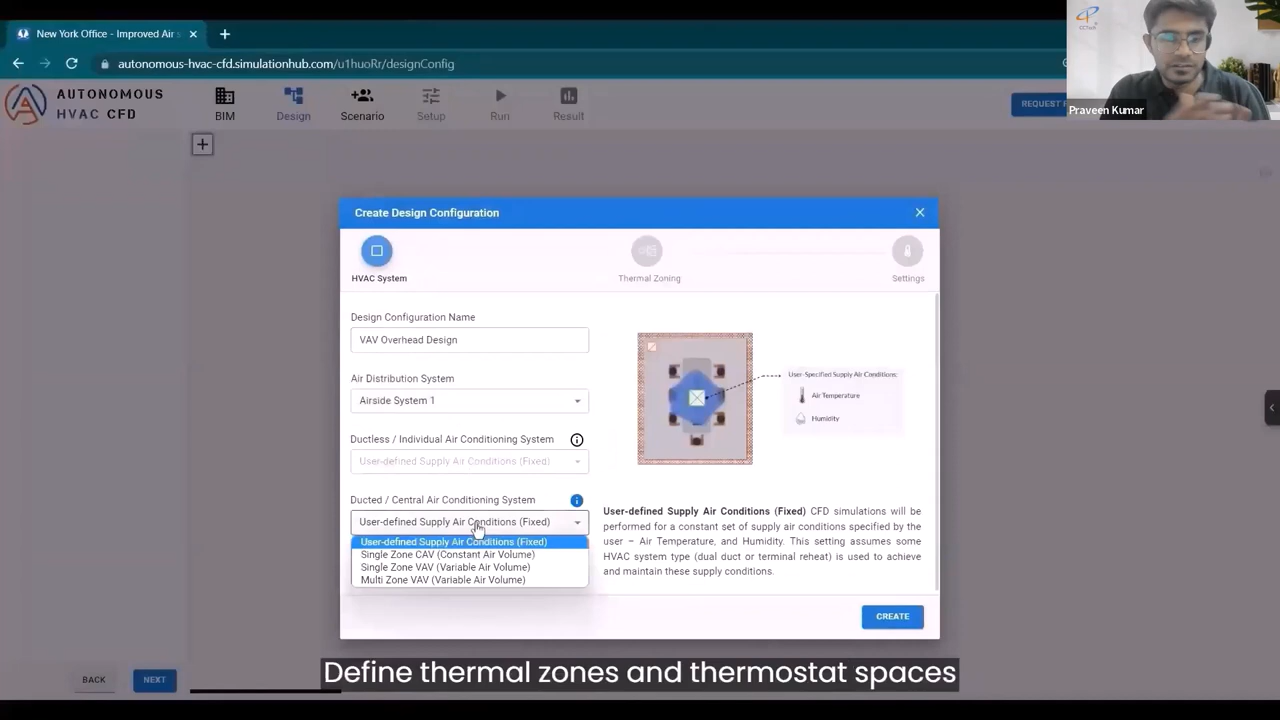 New York Office - Improved Air s
autonomous-hvac-cfd.simulationhub.com/u1huoRr/designConfig
CCTech
Praveen Kumar
AUTONOMOUS
HVAC CFD
BIM
Design
Scenario
Setup
Run
Result
REQUEST
Create Design Configuration
HVAC System
Thermal Zoning
Settings
Design Configuration Name
VAV Overhead Design
Air Distribution System
Airside System 1
Ductless / Individual Air Conditioning System
User-defined Supply Air Conditions (Fixed)
Ducted / Central Air Conditioning System
User-defined Supply Air Conditions (Fixed)
User-defined Supply Air Conditions (Fixed)
Single Zone CAV (Constant Air Volume)
Single Zone VAV (Variable Air Volume)
Multi Zone VAV (Variable Air Volume)
User-Specified Supply Air Conditions:
Air Temperature
Humidity
User-defined Supply Air Conditions (Fixed) CFD simulations will be
performed for a constant set of supply air conditions specified by the
user – Air Temperature, and Humidity. This setting assumes some
HVAC system type (dual duct or terminal reheat) is used to achieve
and maintain these supply conditions.
CREATE
BACK
NEXT
Define thermal zones and thermostat spaces